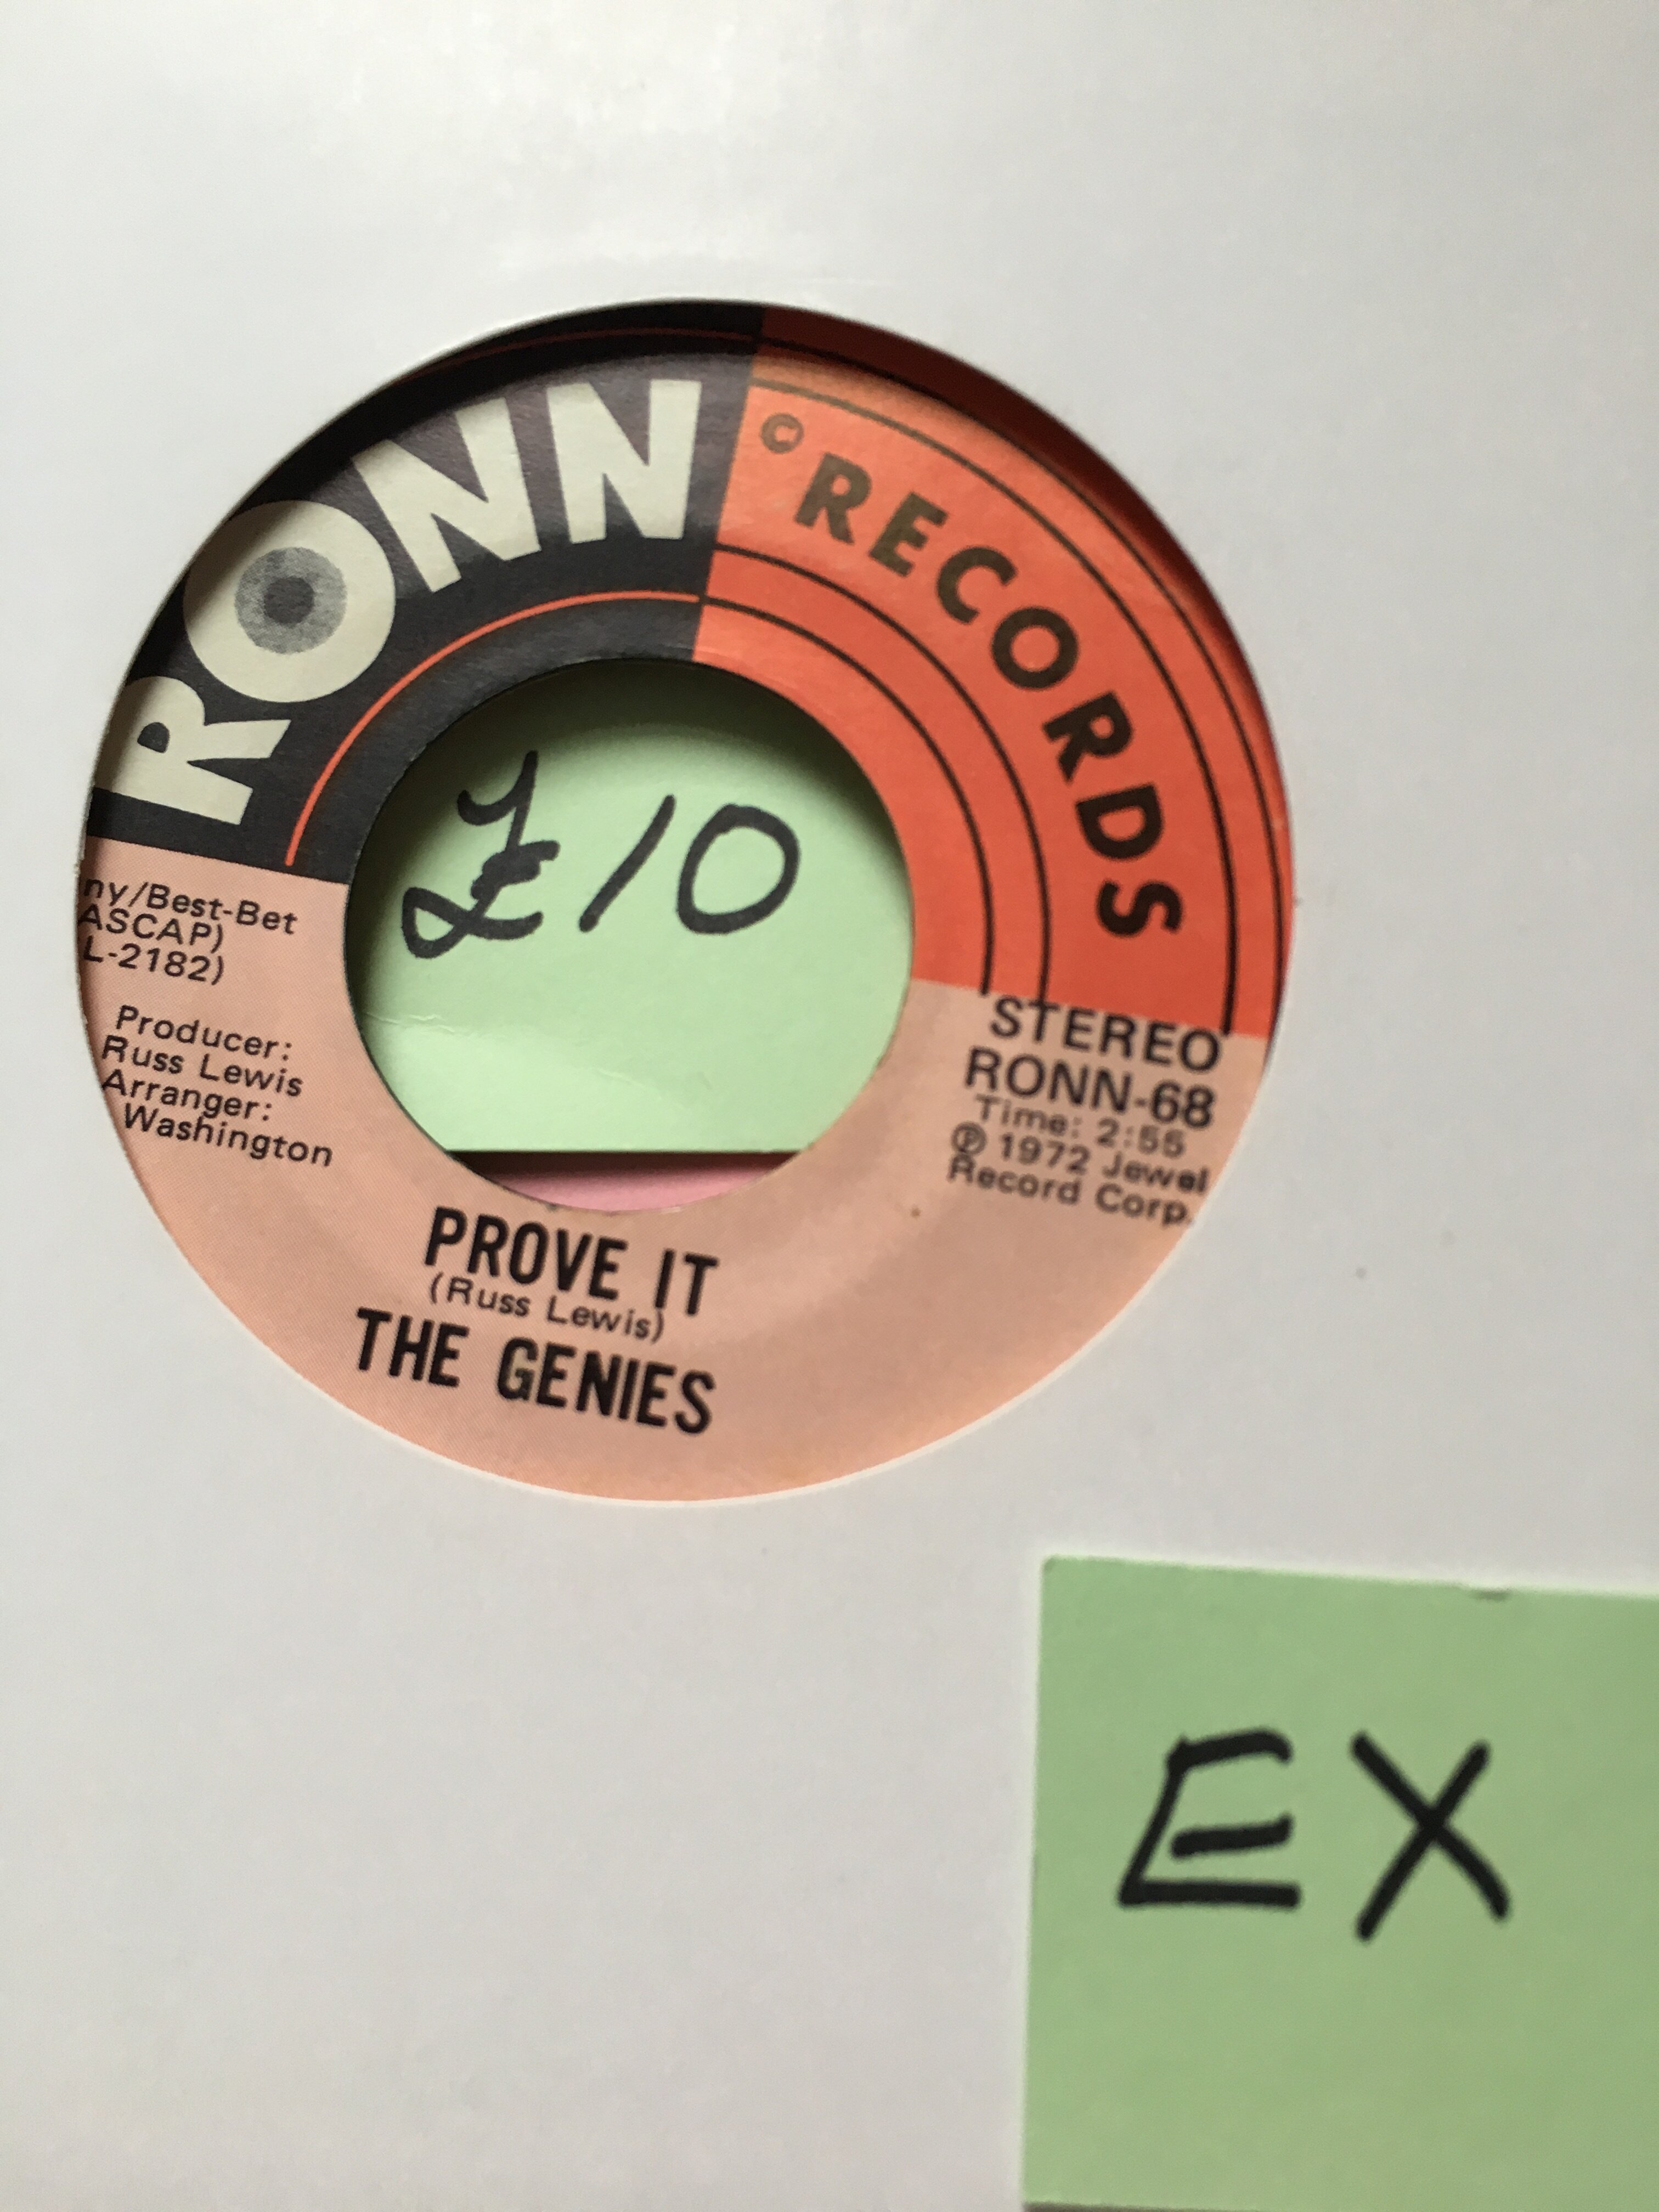 RONN
© RECORDS
£10
ny/Best-Bet
ASCAP)
L-2182)
Producer:
Russ Lewis
Arranger:
Washington
STEREO
RONN-68
Time: 2:55
℗ 1972 Jewel
Record Corp.
PROVE IT
(Russ Lewis)
THE GENIES
EX